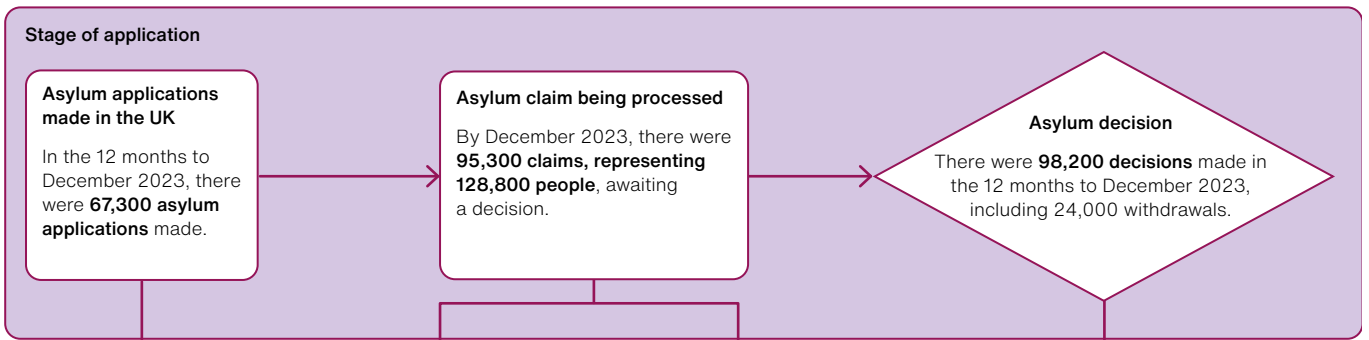 Stage of application
Asylum applications
made in the UK
In the 12 months to
December 2023, there
were 67,300 asylum
applications made.
Asylum claim being processed
By December 2023, there were
95,300 claims, representing
128,800 people, awaiting
a decision.
Asylum decision
There were 98,200 decisions made in
the 12 months to December 2023,
including 24,000 withdrawals.